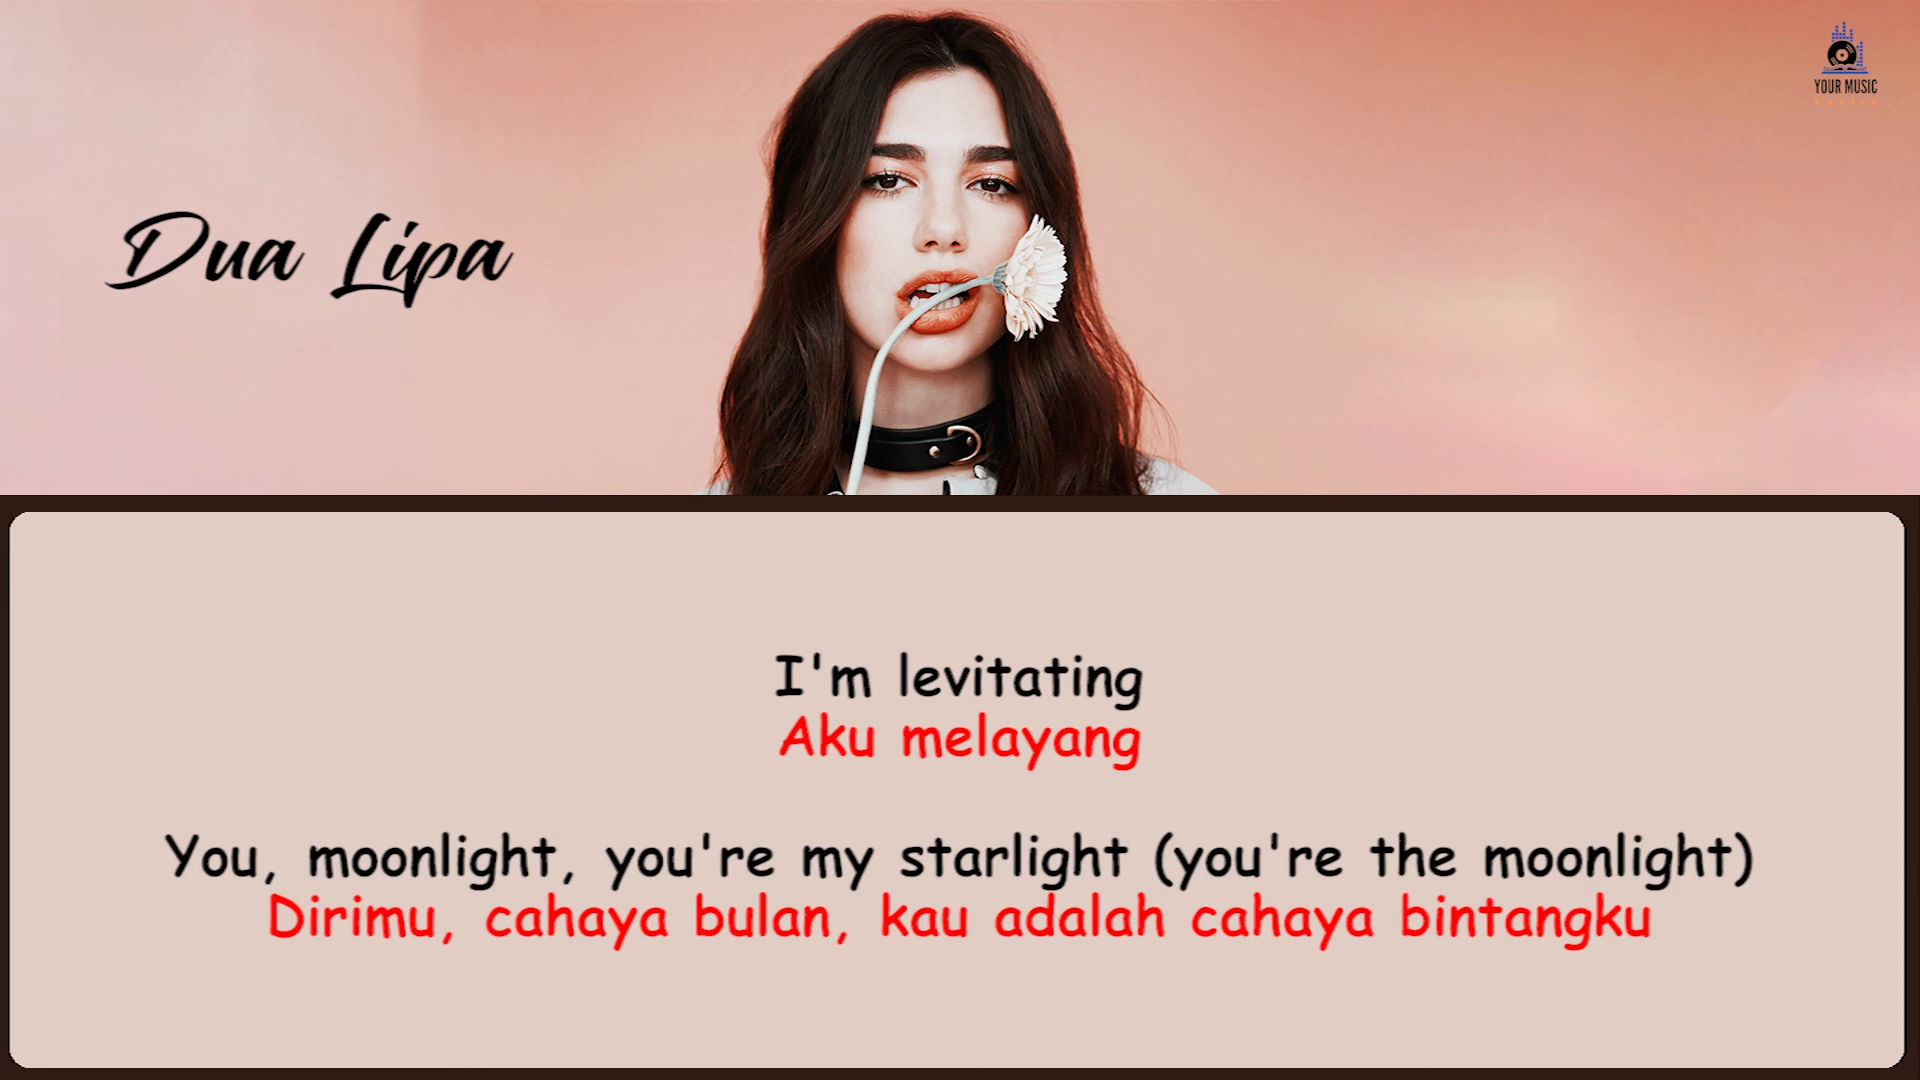 YOUR MUSIC
Dua Lipa
I'm levitating
Aku melayang
You, moonlight, you're my starlight (you're the moonlight)
Dirimu, cahaya bulan, kau adalah cahaya bintangku